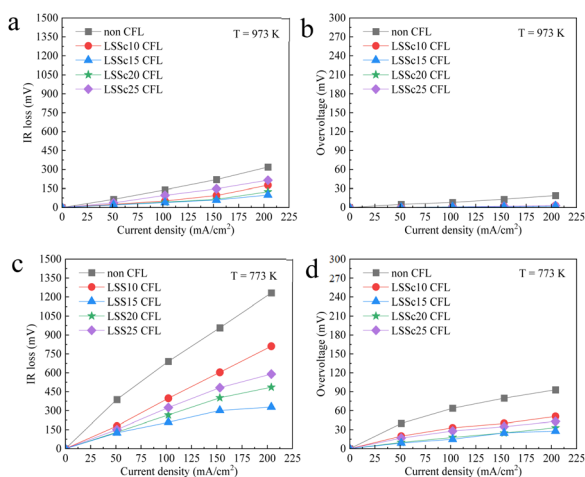 a
1500
1350
1200
1050
900
750
600
450
300
150
0
IR loss (mV)
non CFL
LSSc10 CFL
LSSc15 CFL
LSSc20 CFL
LSSc25 CFL
T = 973 K
0 25 50 75 100 125 150 175 200 225
Current density (mA/cm²)
b
300
270
240
210
180
150
120
90
60
30
0
Overvoltage (mV)
non CFL
LSSc10 CFL
LSSc15 CFL
LSSc20 CFL
LSSc25 CFL
T = 973 K
0 25 50 75 100 125 150 175 200 225
Current density (mA/cm²)
c
1500
1350
1200
1050
900
750
600
450
300
150
0
IR loss (mV)
non CFL
LSS10 CFL
LSS15 CFL
LSS20 CFL
LSS25 CFL
T = 773 K
0 25 50 75 100 125 150 175 200 225
Current density (mA/cm²)
d
300
270
240
210
180
150
120
90
60
30
0
Overvoltage (mV)
non CFL
LSSc10 CFL
LSSc15 CFL
LSSc20 CFL
LSSc25 CFL
T = 773 K
0 25 50 75 100 125 150 175 200 225
Current density (mA/cm²)